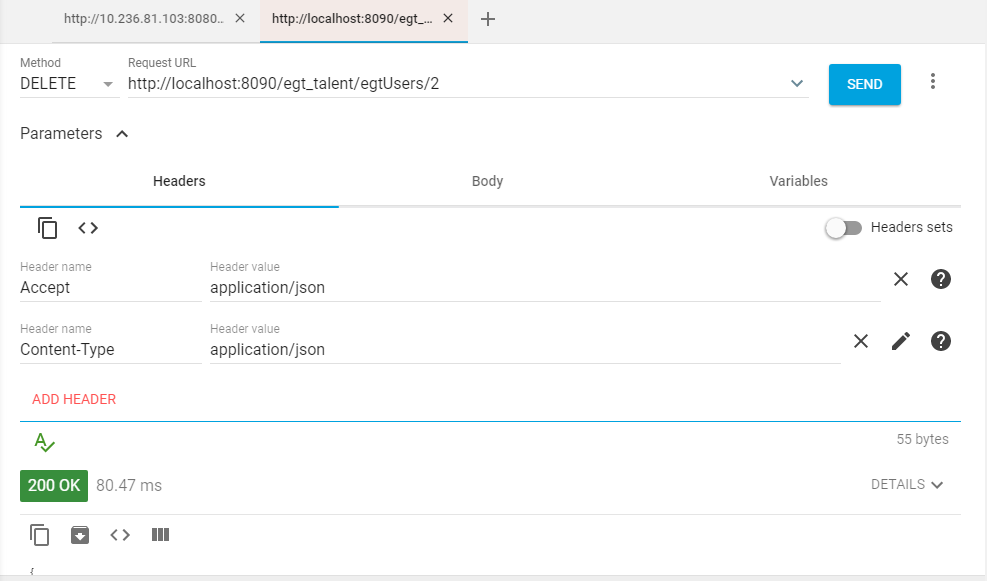 http://10.236.81.103:8080..
http://localhost:8090/egt_...
Method
DELETE
Request URL
http://localhost:8090/egt_talent/egtUsers/2
SEND
Parameters
Headers
Body
Variables
Headers sets
Header name
Accept
Header value
application/json
Header name
Content-Type
Header value
application/json
ADD HEADER
55 bytes
200 OK
80.47 ms
DETAILS
{